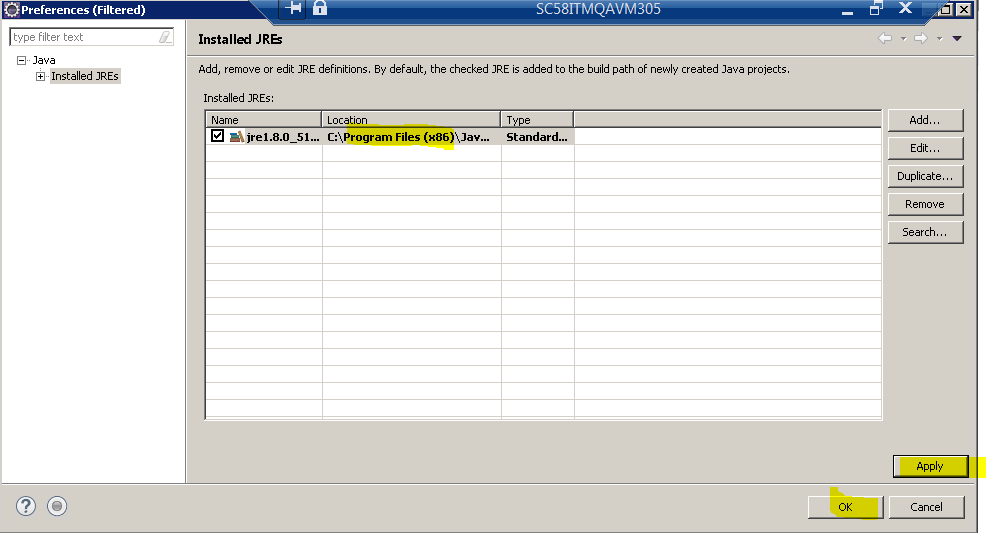 Preferences (Filtered)
SC58ITMQAVM305
type filter text
Java
Installed JREs
Installed JREs
Add, remove or edit JRE definitions. By default, the checked JRE is added to the build path of newly created Java projects.
Installed JREs:
Name Location Type
jre1.8.0_51... C:\Program Files (x86)\Jav... Standard...
Add...
Edit...
Duplicate...
Remove
Search...
Apply
OK Cancel